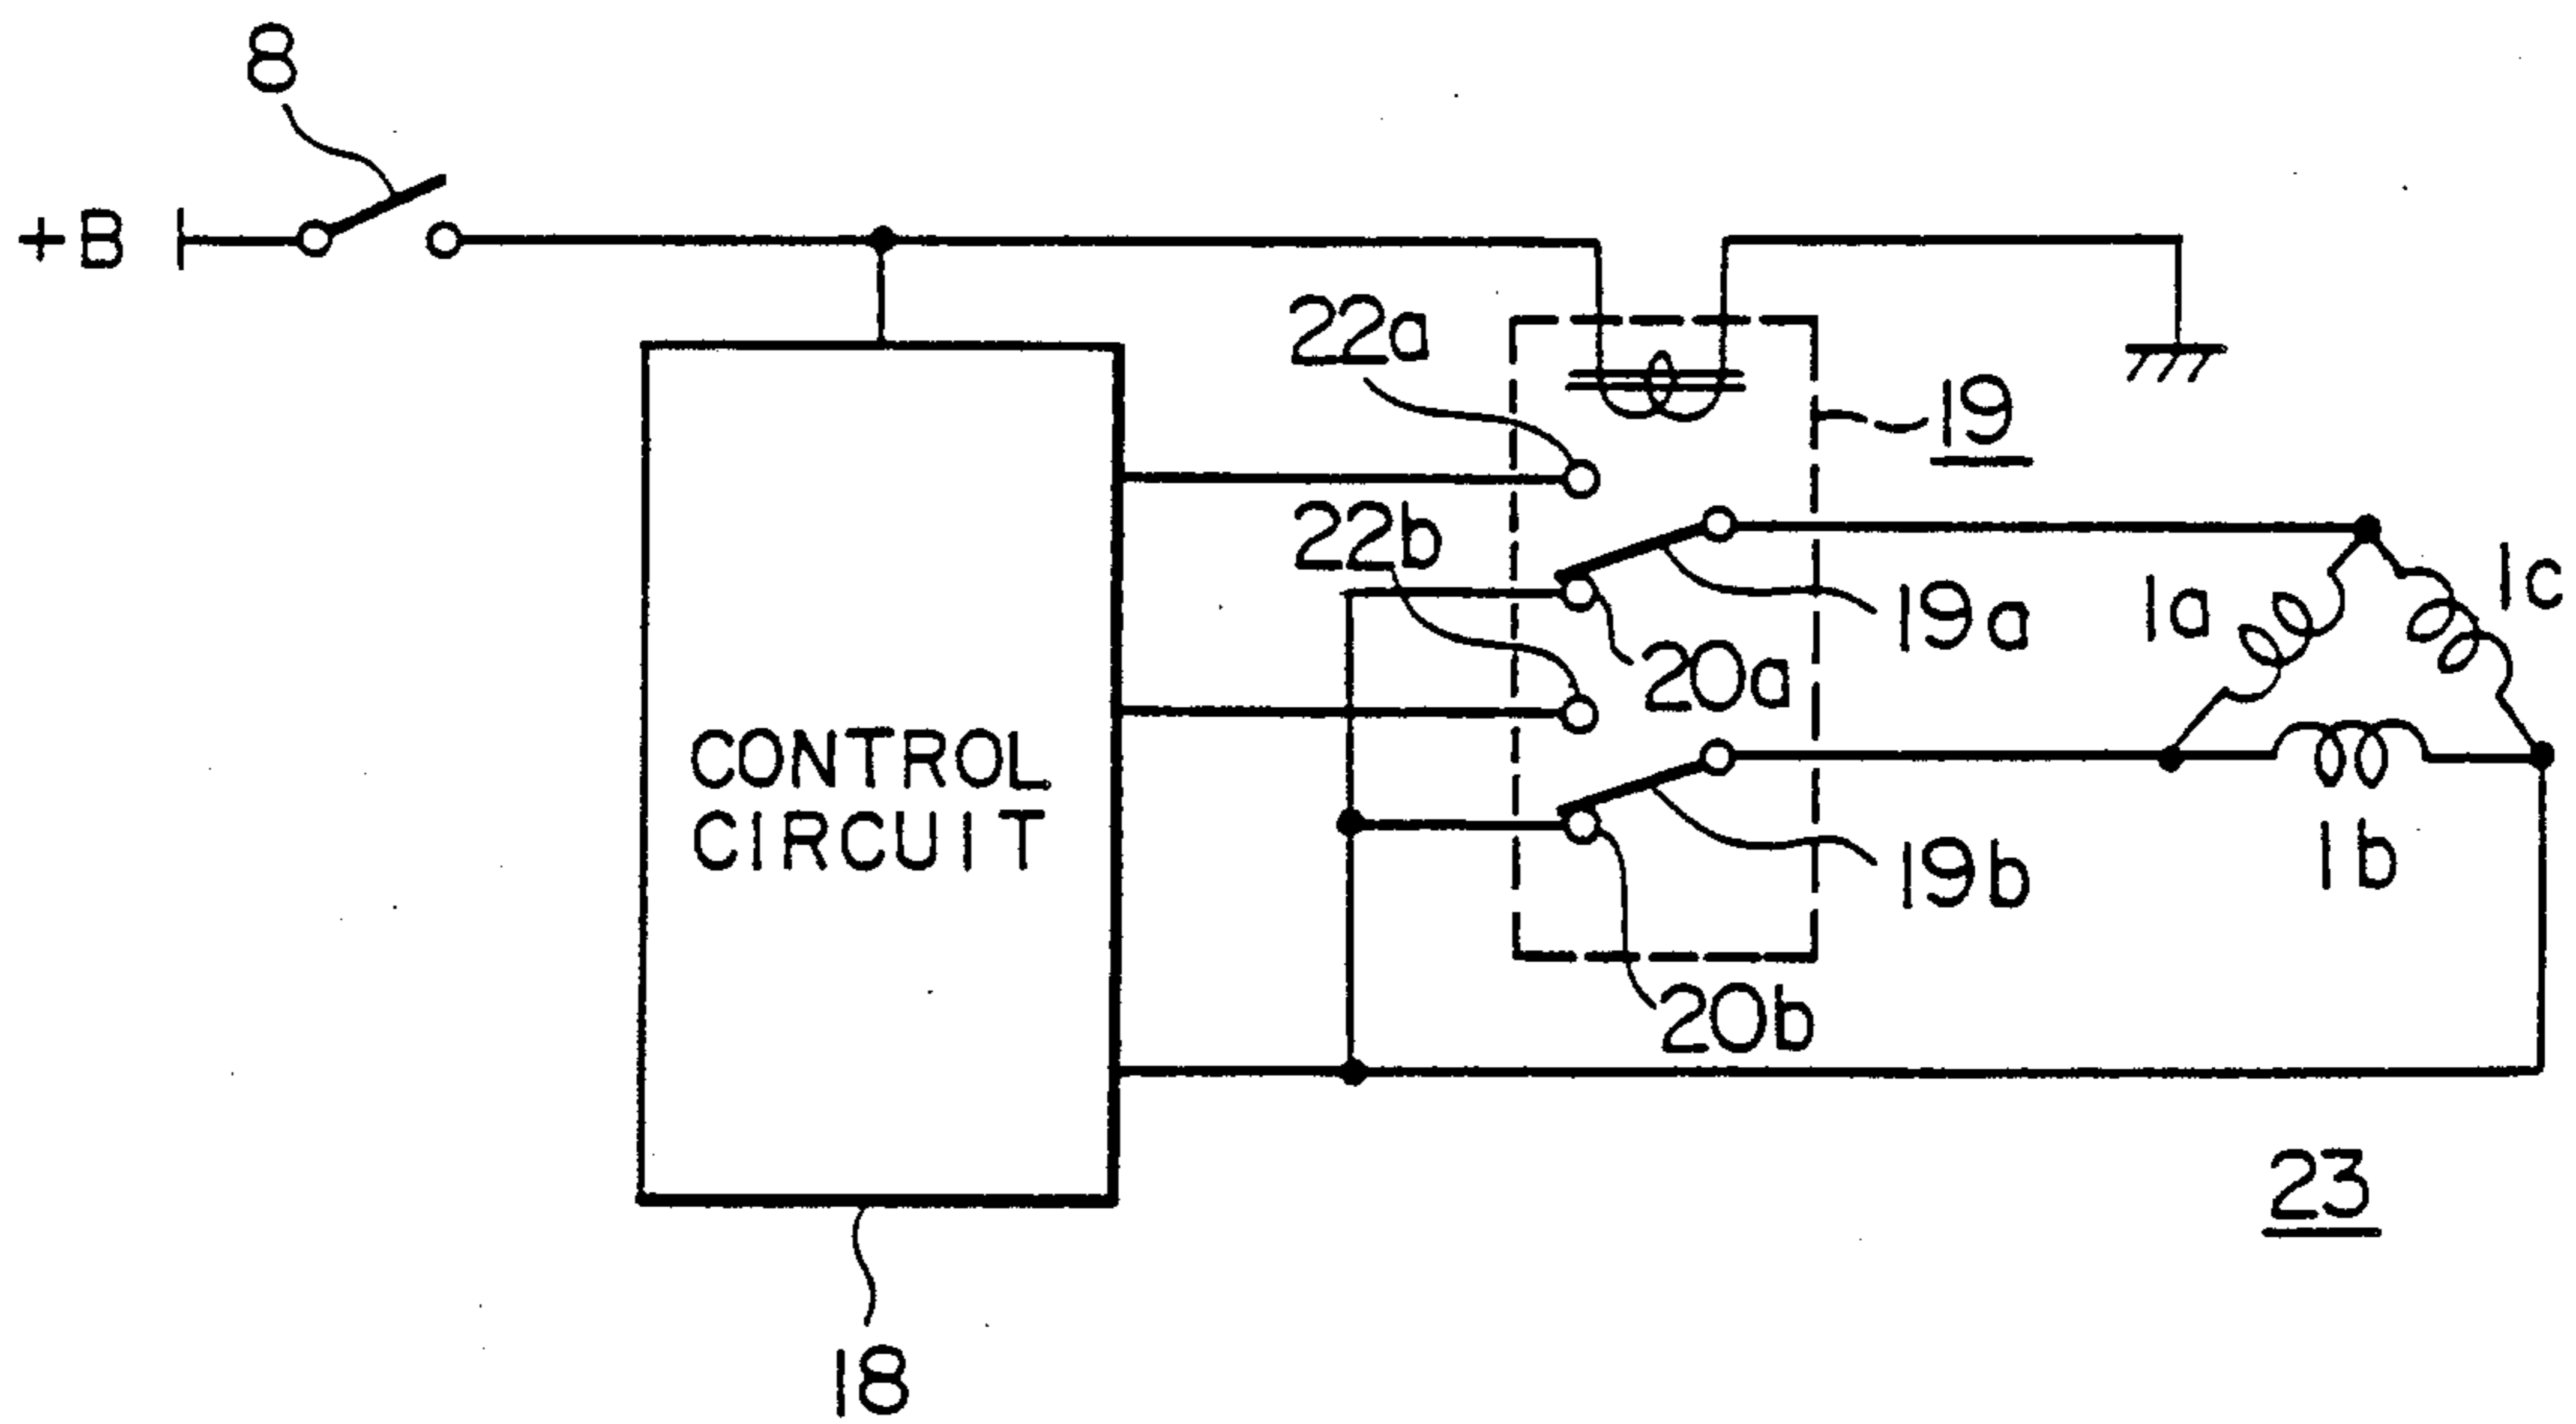 8
+B
22a
19
22b
1a
1c
19a
20a
CONTROL
CIRCUIT
1b
19b
20b
23
18